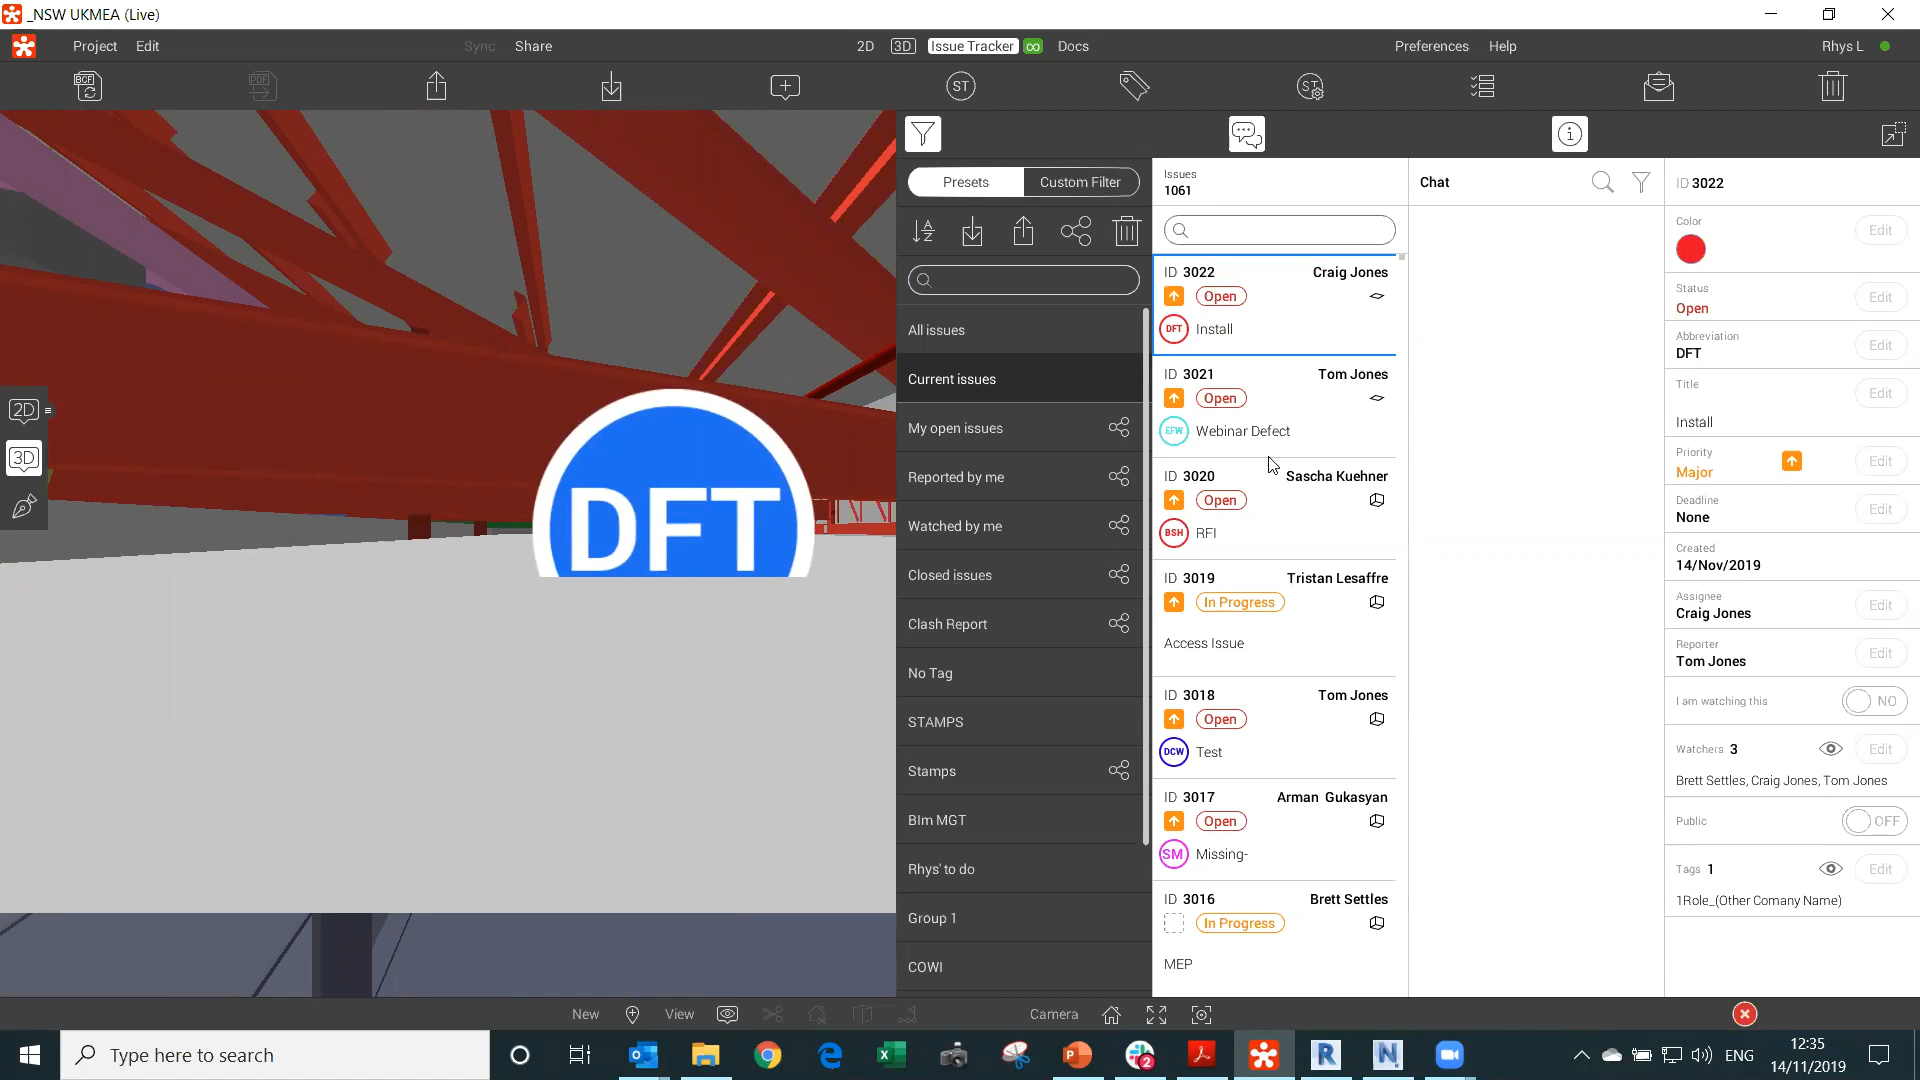 _NSW UKMEA (Live)
Project Edit Sync Share 2D 3D Issue Tracker Docs Preferences Help Rhys L
BCF PDF ST ST
Presets Custom Filter
Issues
1061
Chat
ID 3022
All issues
Current issues
My open issues
Reported by me
Watched by me
Closed issues
Clash Report
No Tag
STAMPS
Stamps
BIm MGT
Rhys' to do
Group 1
COWI
ID 3022 Craig Jones
Open
DFT Install
ID 3021 Tom Jones
Open
EFW Webinar Defect
ID 3020 Sascha Kuehner
Open
BSH RFI
ID 3019 Tristan Lesaffre
In Progress
Access Issue
ID 3018 Tom Jones
Open
DCW Test
ID 3017 Arman Gukasyan
Open
SM Missing-
ID 3016 Brett Settles
In Progress
MEP
Color Edit
Status
Open Edit
Abbreviation
DFT Edit
Title Edit
Install
Priority
Major Edit
Deadline
None Edit
Created
14/Nov/2019
Assignee
Craig Jones Edit
Reporter
Tom Jones Edit
I am watching this NO
Watchers 3 Edit
Brett Settles, Craig Jones, Tom Jones
Public OFF
Tags 1 Edit
1Role_(Other Comany Name)
2D
3D
DFT
New View Camera
Type here to search
2
ENG
12:35
14/11/2019